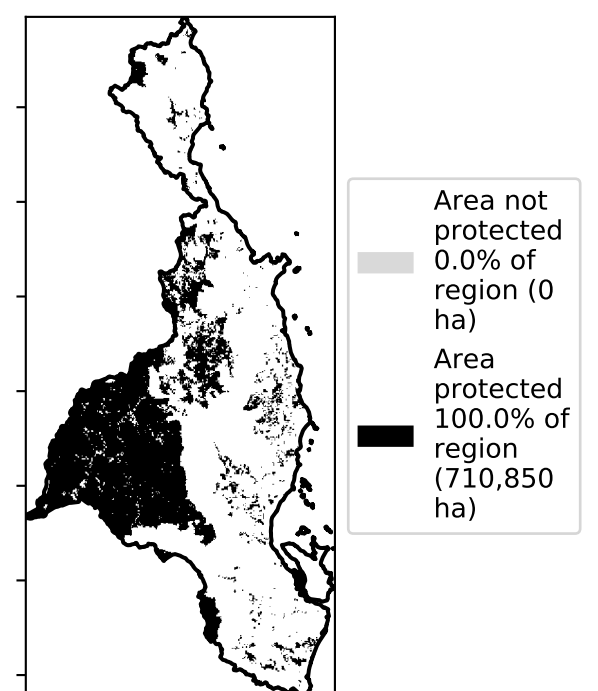 Area not
protected
0.0% of
region (0
ha)
Area
protected
100.0% of
region
(710,850
ha)